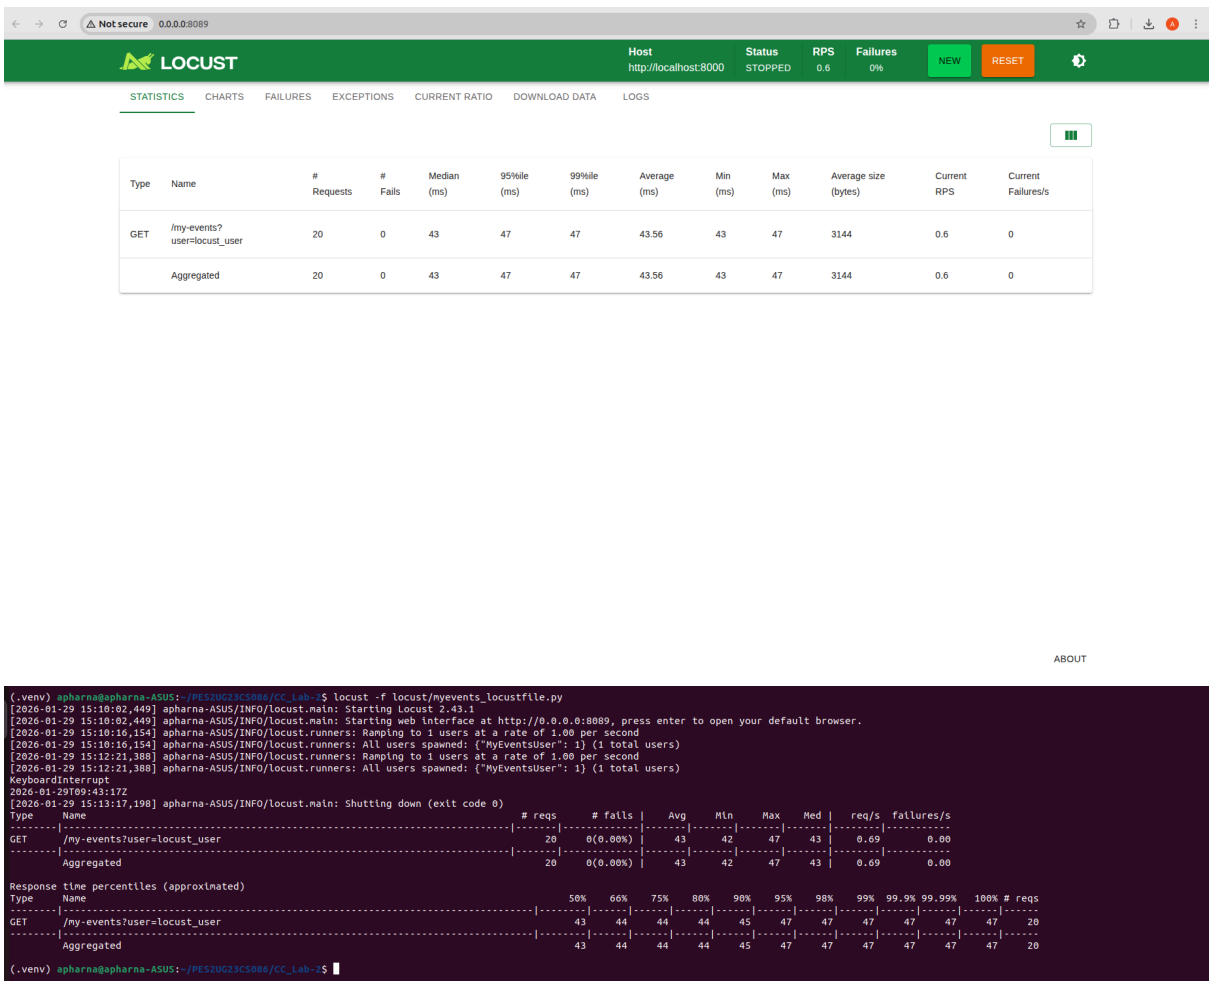 Not secure 0.0.0.0:8089
LOCUST
Host
http://localhost:8000
Status
STOPPED
RPS
0.6
Failures
0%
NEW
RESET
STATISTICS CHARTS FAILURES EXCEPTIONS CURRENT RATIO DOWNLOAD DATA LOGS
Type Name # Requests # Fails Median (ms) 95%ile (ms) 99%ile (ms) Average (ms) Min (ms) Max (ms) Average size (bytes) Current RPS Current Failures/s
GET /my-events?user=locust_user 20 0 43 47 47 43.56 43 47 3144 0.6 0
Aggregated 20 0 43 47 47 43.56 43 47 3144 0.6 0
ABOUT
(.venv) apharna@apharna-ASUS:~/PES2UG23CS086/CC_Lab-2$ locust -f locust/myevents_locustfile.py
[2026-01-29 15:10:02,449] apharna-ASUS/INFO/locust.main: Starting Locust 2.43.1
[2026-01-29 15:10:02,449] apharna-ASUS/INFO/locust.main: Starting web interface at http://0.0.0.0:8089, press enter to open your default browser.
[2026-01-29 15:10:16,154] apharna-ASUS/INFO/locust.runners: Ramping to 1 users at a rate of 1.00 per second
[2026-01-29 15:10:16,154] apharna-ASUS/INFO/locust.runners: All users spawned: {"MyEventsUser": 1} (1 total users)
[2026-01-29 15:12:21,388] apharna-ASUS/INFO/locust.runners: Ramping to 1 users at a rate of 1.00 per second
[2026-01-29 15:12:21,388] apharna-ASUS/INFO/locust.runners: All users spawned: {"MyEventsUser": 1} (1 total users)
KeyboardInterrupt
2026-01-29T09:43:17Z
[2026-01-29 15:13:17,198] apharna-ASUS/INFO/locust.main: Shutting down (exit code 0)
Type Name # reqs # fails | Avg Min Max Med | req/s failures/s
--------|----------------------------------------------------------------------------|-------|-------------|-------|-------|-------|-------|--------|-----------
GET /my-events?user=locust_user 20 0(0.00%) | 43 42 47 43 | 0.69 0.00
--------|----------------------------------------------------------------------------|-------|-------------|-------|-------|-------|-------|--------|-----------
Aggregated 20 0(0.00%) | 43 42 47 43 | 0.69 0.00
Response time percentiles (approximated)
Type Name 50% 66% 75% 80% 90% 95% 98% 99% 99.9% 99.99% 100% # reqs
--------|--------------------------------------------------------------------------------|--------|------|------|------|------|------|------|------|------|------|------|------
GET /my-events?user=locust_user 43 44 44 44 45 47 47 47 47 47 47 20
--------|--------------------------------------------------------------------------------|--------|------|------|------|------|------|------|------|------|------|------|------
Aggregated 43 44 44 44 45 47 47 47 47 47 47 20
(.venv) apharna@apharna-ASUS:~/PES2UG23CS086/CC_Lab-2$